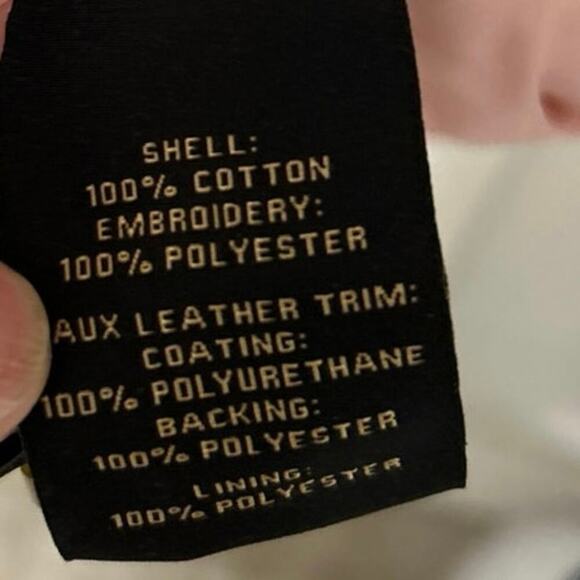 SHELL:
100% COTTON
EMBROIDERY:
100% POLYESTER
AUX LEATHER TRIM:
COATING:
100% POLYURETHANE
BACKING:
100% POLYESTER
LINING:
100% POLYESTER